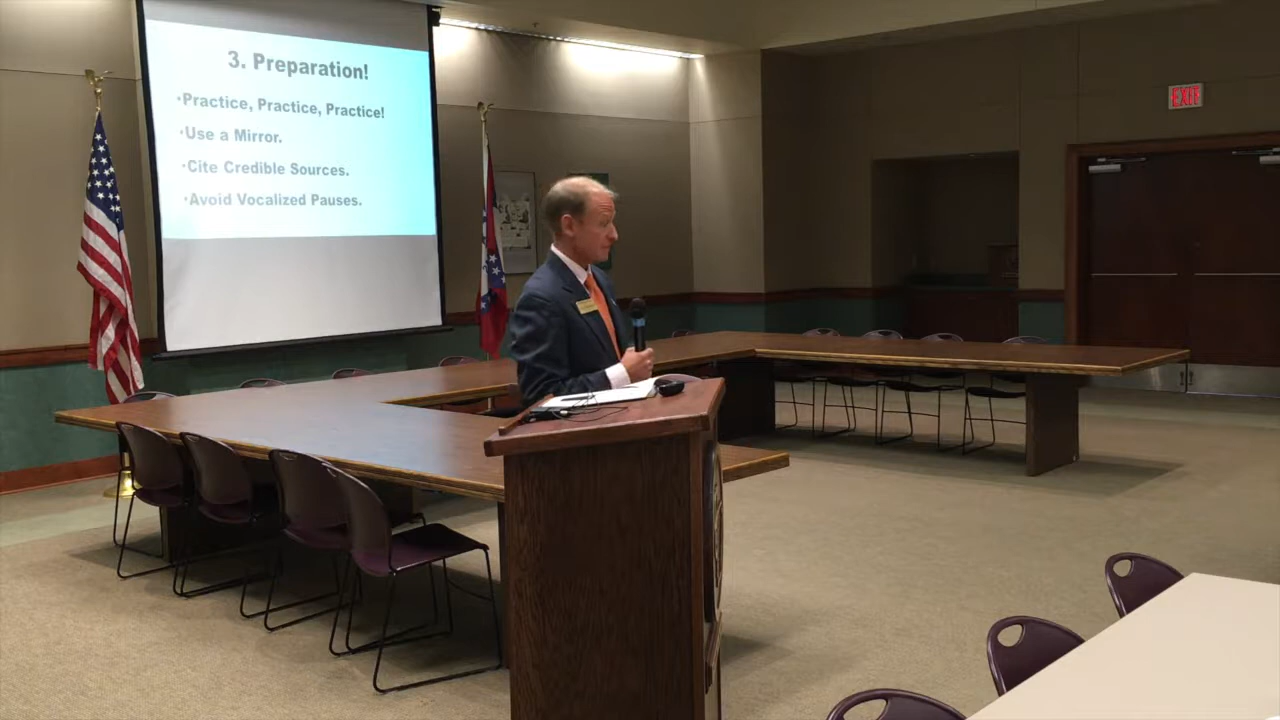 3. Preparation!
•Practice, Practice, Practice!
•Use a Mirror.
•Cite Credible Sources.
•Avoid Vocalized Pauses.
EXIT